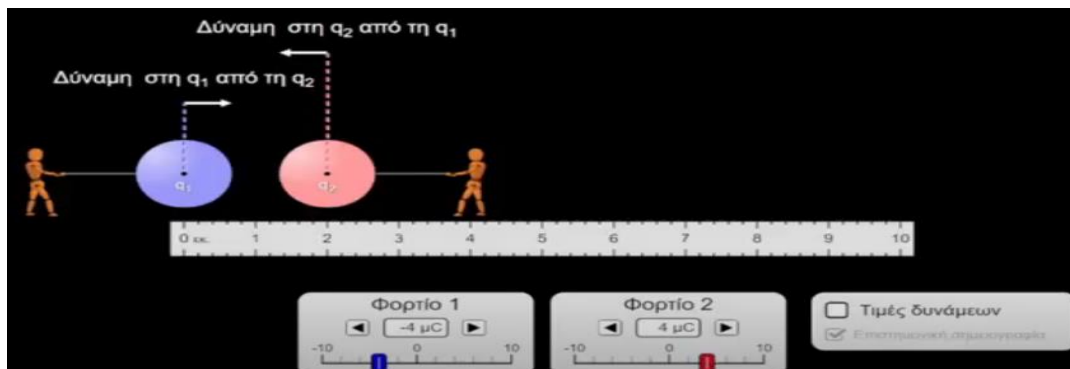 Δύναμη στη q₂ από τη q₁
Δύναμη στη q₁ από τη q₂
q₁ q₂
0 εκ. 1 2 3 4 5 6 7 8 9 10
Φορτίο 1
-4 μC
-10 0 10
Φορτίο 2
4 μC
-10 0 10
Τιμές δυνάμεων
Επιστημονική σημειογραφία